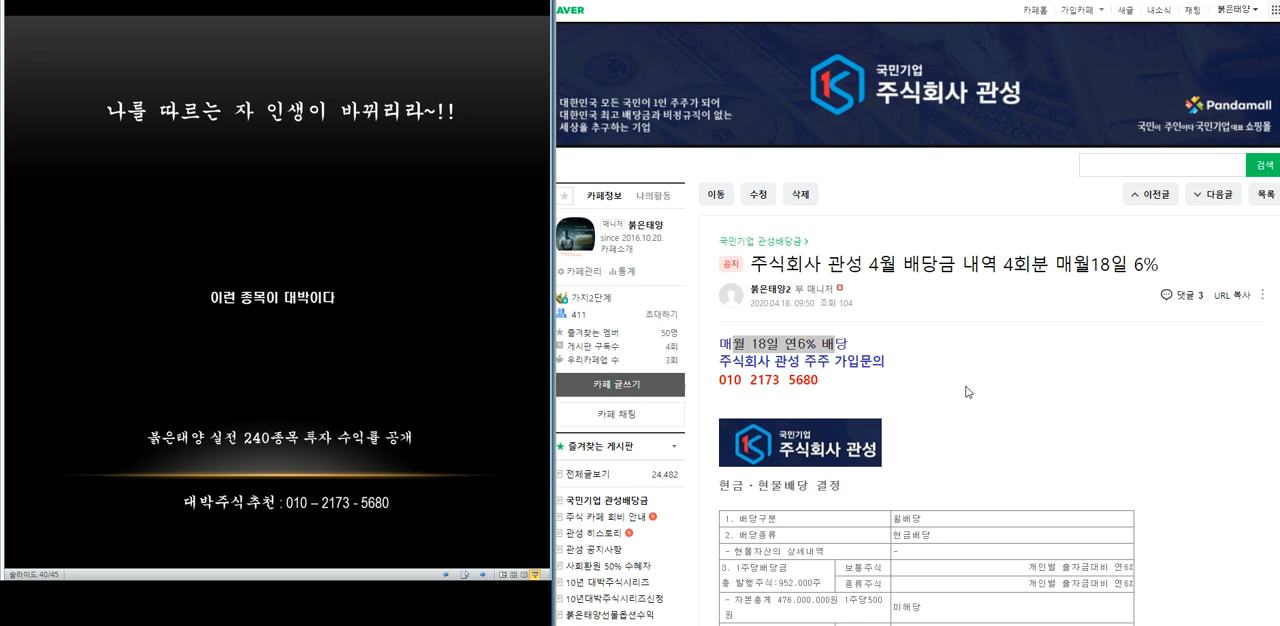 나를 따르는 자 인생이 바뀌리라~!!
이런 종목이 대박이다
붉은태양 실전 240종목 투자 수익률 공개
대박주식추천 : 010 – 2173 - 5680
슬라이드 40/45
AVER
카페홈 가입카페 새글 내소식 채팅 붉은태양
대한민국 모든 국민이 1인 주주가 되어
대한민국 최고 배당금과 비정규직이 없는
세상을 추구하는 기업
국민기업
주식회사 관성
Pandamall
국민이 주인이다 국민기업대표 쇼핑몰
검색
카페정보 나의활동
매니저 붉은태양
since 2016.10.20.
카페소개
카페관리 통계
가지2단계
411 초대하기
즐겨찾는 멤버 50명
게시판 구독수 4회
우리카페앱 수 3회
카페 글쓰기
카페 채팅
즐겨찾는 게시판
전체글보기 24,482
국민기업 관성배당금
주식 카페 회비 안내
관성 히스토리
관성 공지사항
사회환원 50% 수혜자
10년 대박주식시리즈
10년대박주식시리즈신청
붉은태양선물옵션수익
이동 수정 삭제
이전글 다음글 목록
국민기업 관성배당금
공지 주식회사 관성 4월 배당금 내역 4회분 매월18일 6%
붉은태양2 부 매니저
2020.04.18. 09:50 조회 104
댓글 3 URL 복사
매월 18일 연6% 배당
주식회사 관성 주주 가입문의
010 2173 5680
국민기업
주식회사 관성
현금ㆍ현물배당 결정
1. 배당구분 월배당
2. 배당종류 현금배당
- 현물자산의 상세내역 -
3. 1주당배당금 보통주식 개인별 출자금대비 연6%
총 발행주식:952.000주 종류주식 개인별 출자금대비 연6%
- 자본총계 476.000.000원 1주당500원 미해당